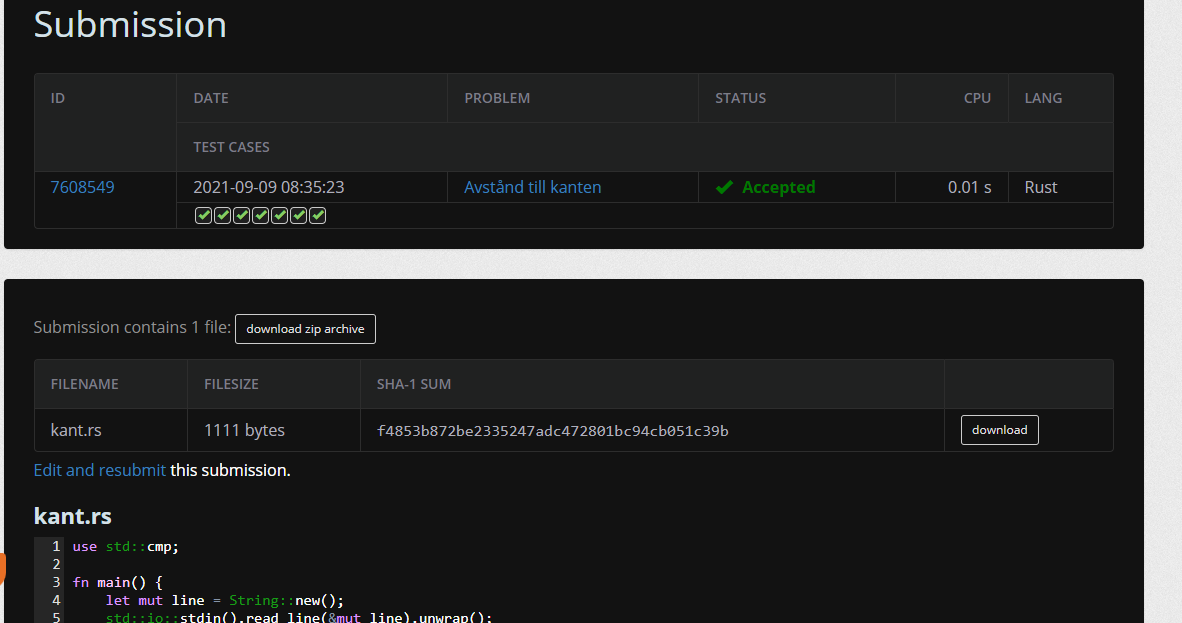 Submission
ID DATE PROBLEM STATUS CPU LANG
TEST CASES
7608549 2021-09-09 08:35:23 Avstånd till kanten Accepted 0.01 s Rust
Submission contains 1 file: download zip archive
FILENAME FILESIZE SHA-1 SUM
kant.rs 1111 bytes f4853b872be2335247adc472801bc94cb051c39b download
Edit and resubmit this submission.
kant.rs
1 use std::cmp;
2
3 fn main() {
4 let mut line = String::new();
5 std::io::stdin().read_line(&mut line).unwrap();